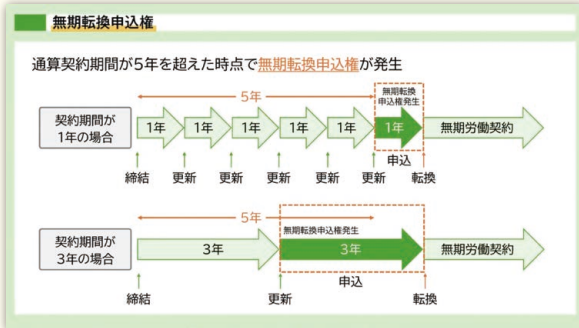 無期転換申込権
通算契約期間が5年を超えた時点で無期転換申込権が発生
5年
無期転換
申込権発生
契約期間が
1年の場合
1年 1年 1年 1年 1年 1年 無期労働契約
申込
締結 更新 更新 更新 更新 更新 転換
5年
無期転換申込権発生
契約期間が
3年の場合
3年 3年 無期労働契約
申込
締結 更新 転換